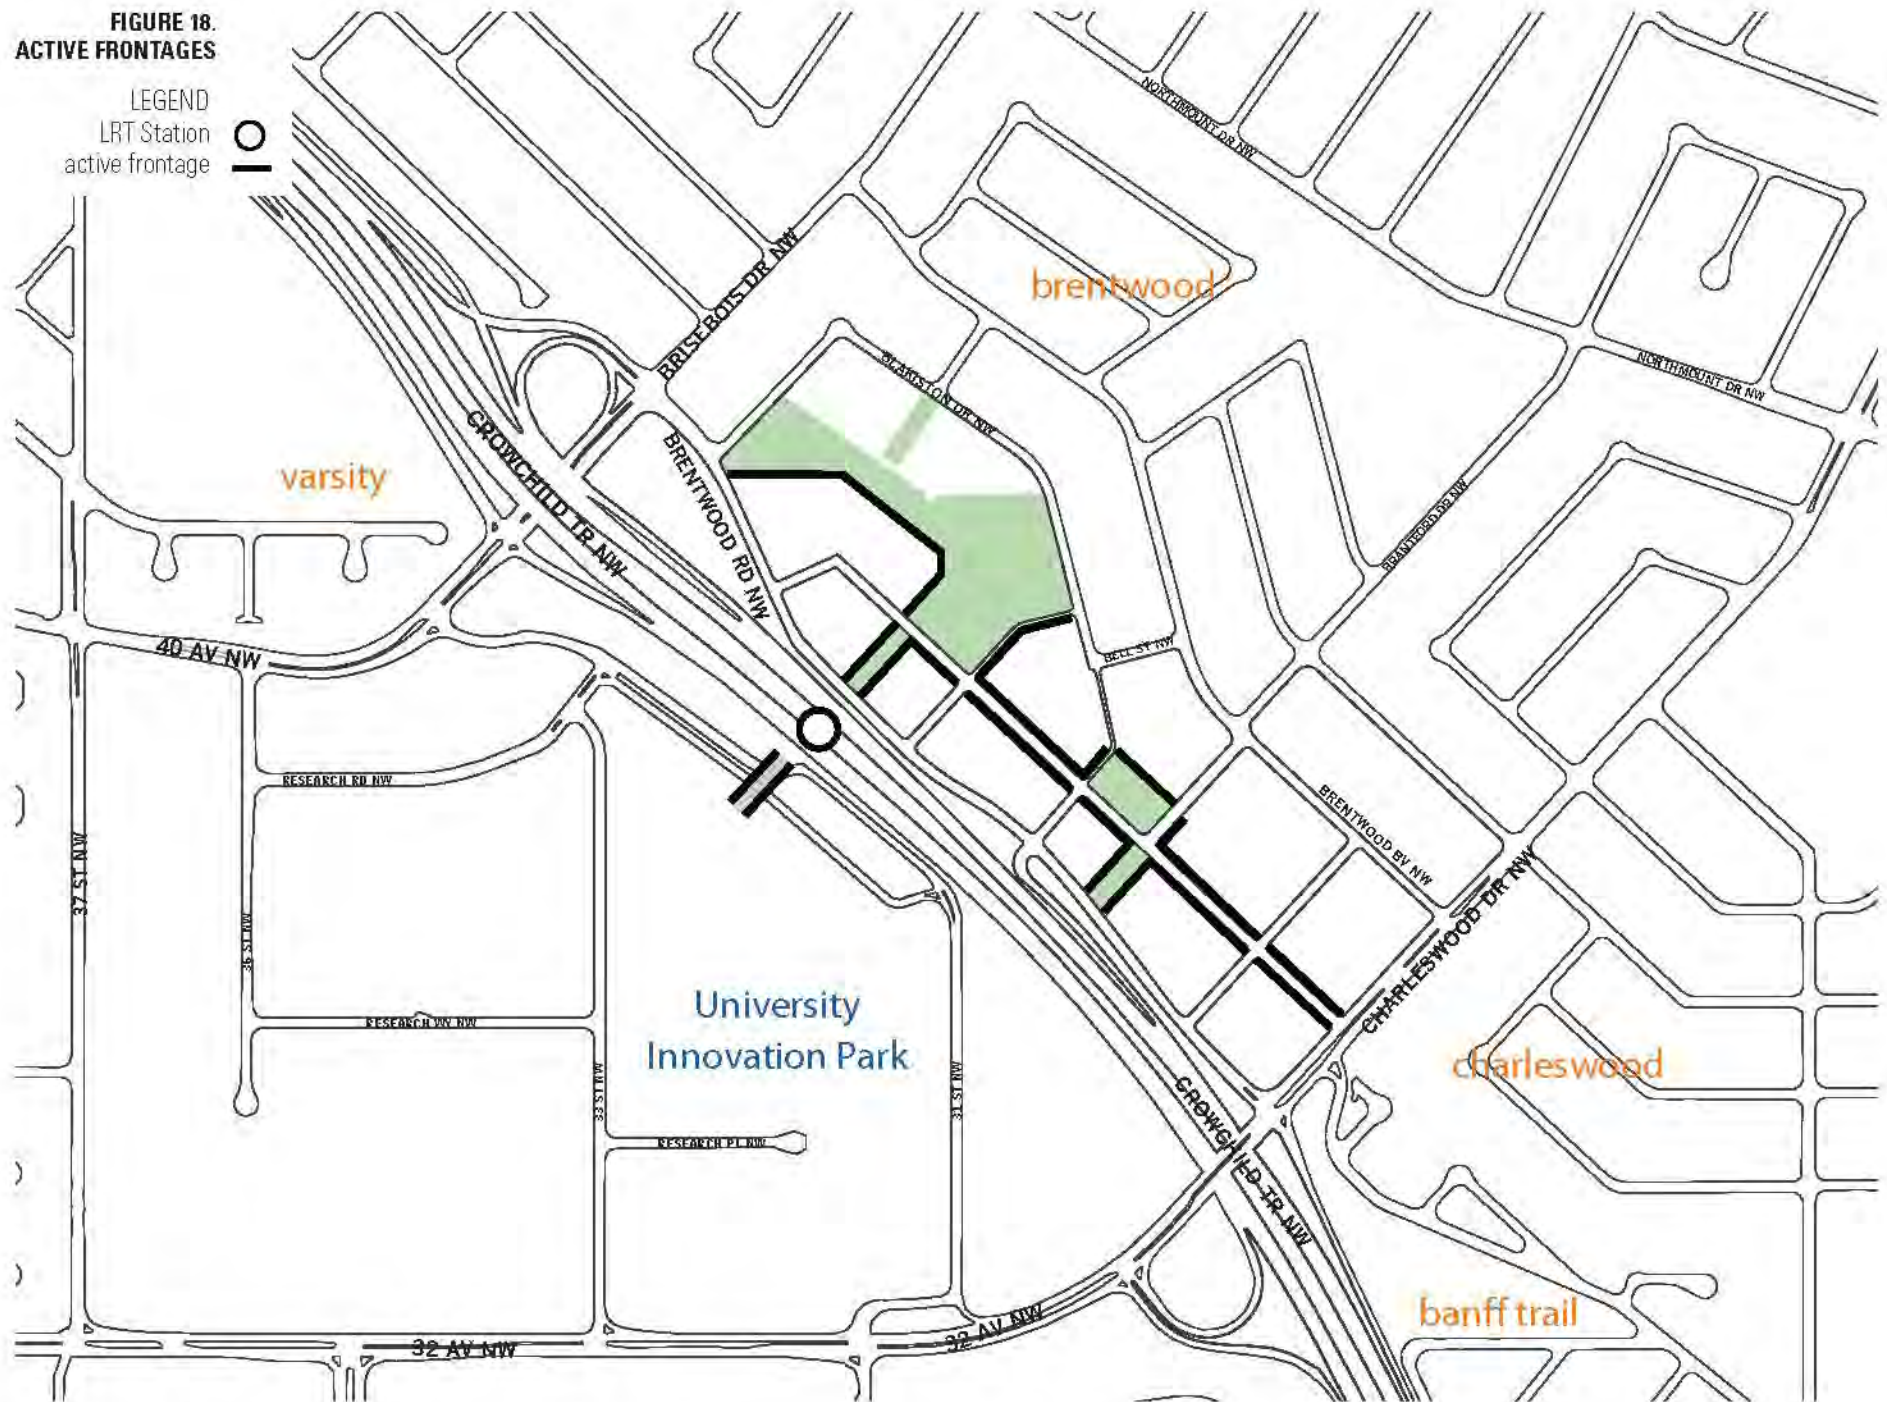 FIGURE 18.
ACTIVE FRONTAGES
LEGEND
LRT Station
active frontage
NORTHMOUNT DR NW
BRISEBOIS DR NW
brentwood
BLAKISTON DR NW
NORTHMOUNT DR NW
CROWCHILD TR NW
BRENTWOOD RD NW
varsity
BRANTFORD DR NW
40 AV NW
BELL ST NW
RESEARCH RD NW
BRENTWOOD BV NW
37 ST NW
36 ST NW
CHARLESWOOD DR NW
University
Innovation Park
RESEARCH WY NW
charleswood
33 ST NW
31 ST NW
CROWCHILD TR NW
RESEARCH PL NW
banff trail
32 AV NW
32 AV NW